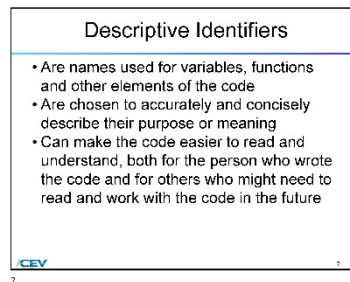 Descriptive Identifiers
• Are names used for variables, functions
and other elements of the code
• Are chosen to accurately and concisely
describe their purpose or meaning
• Can make the code easier to read and
understand, both for the person who wrote
the code and for others who might need to
read and work with the code in the future
iCEV
7
7